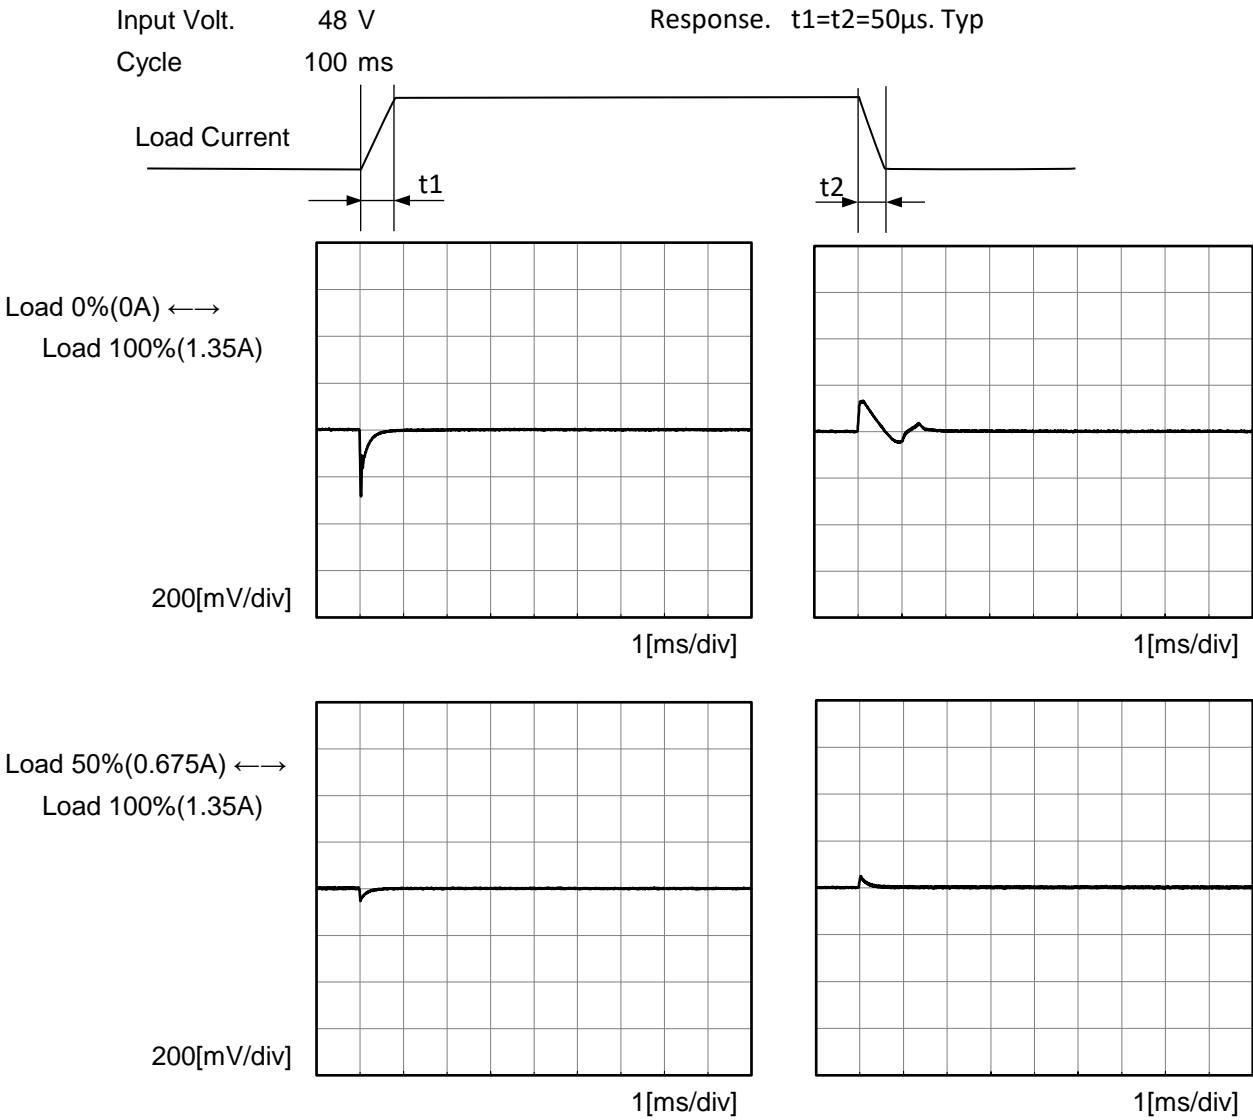 Input Volt. 48 V Response. t1=t2=50μs. Typ
Cycle 100 ms
Load Current
t1
t2
Load 0%(0A) ←→
Load 100%(1.35A)
200[mV/div]
1[ms/div] 1[ms/div]
Load 50%(0.675A) ←→
Load 100%(1.35A)
200[mV/div]
1[ms/div] 1[ms/div]